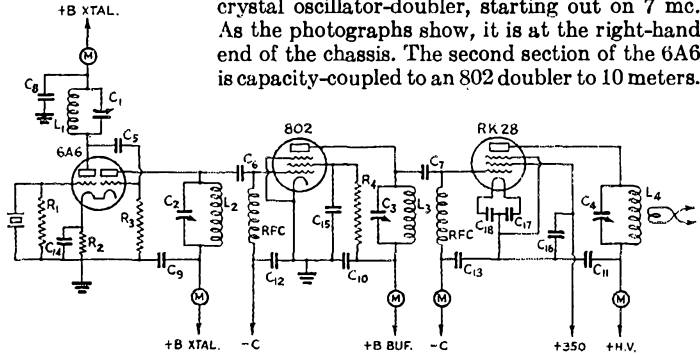 crystal oscillator-doubler, starting out on 7 mc.
As the photographs show, it is at the right-hand
end of the chassis. The second section of the 6A6
is capacity-coupled to an 802 doubler to 10 meters.
+B XTAL.
M
C8
L1
C1
C5
6A6
802
RK 28
C6
C7
R1
C14
R2
R3
C2
L2
RFC
C15
R4
C3
L3
RFC
C18
C17
C16
C4
L4
C9
C12
C10
C13
C11
M
M
M
M
+B XTAL.
-C
+B BUF.
-C
+350
+H.V.